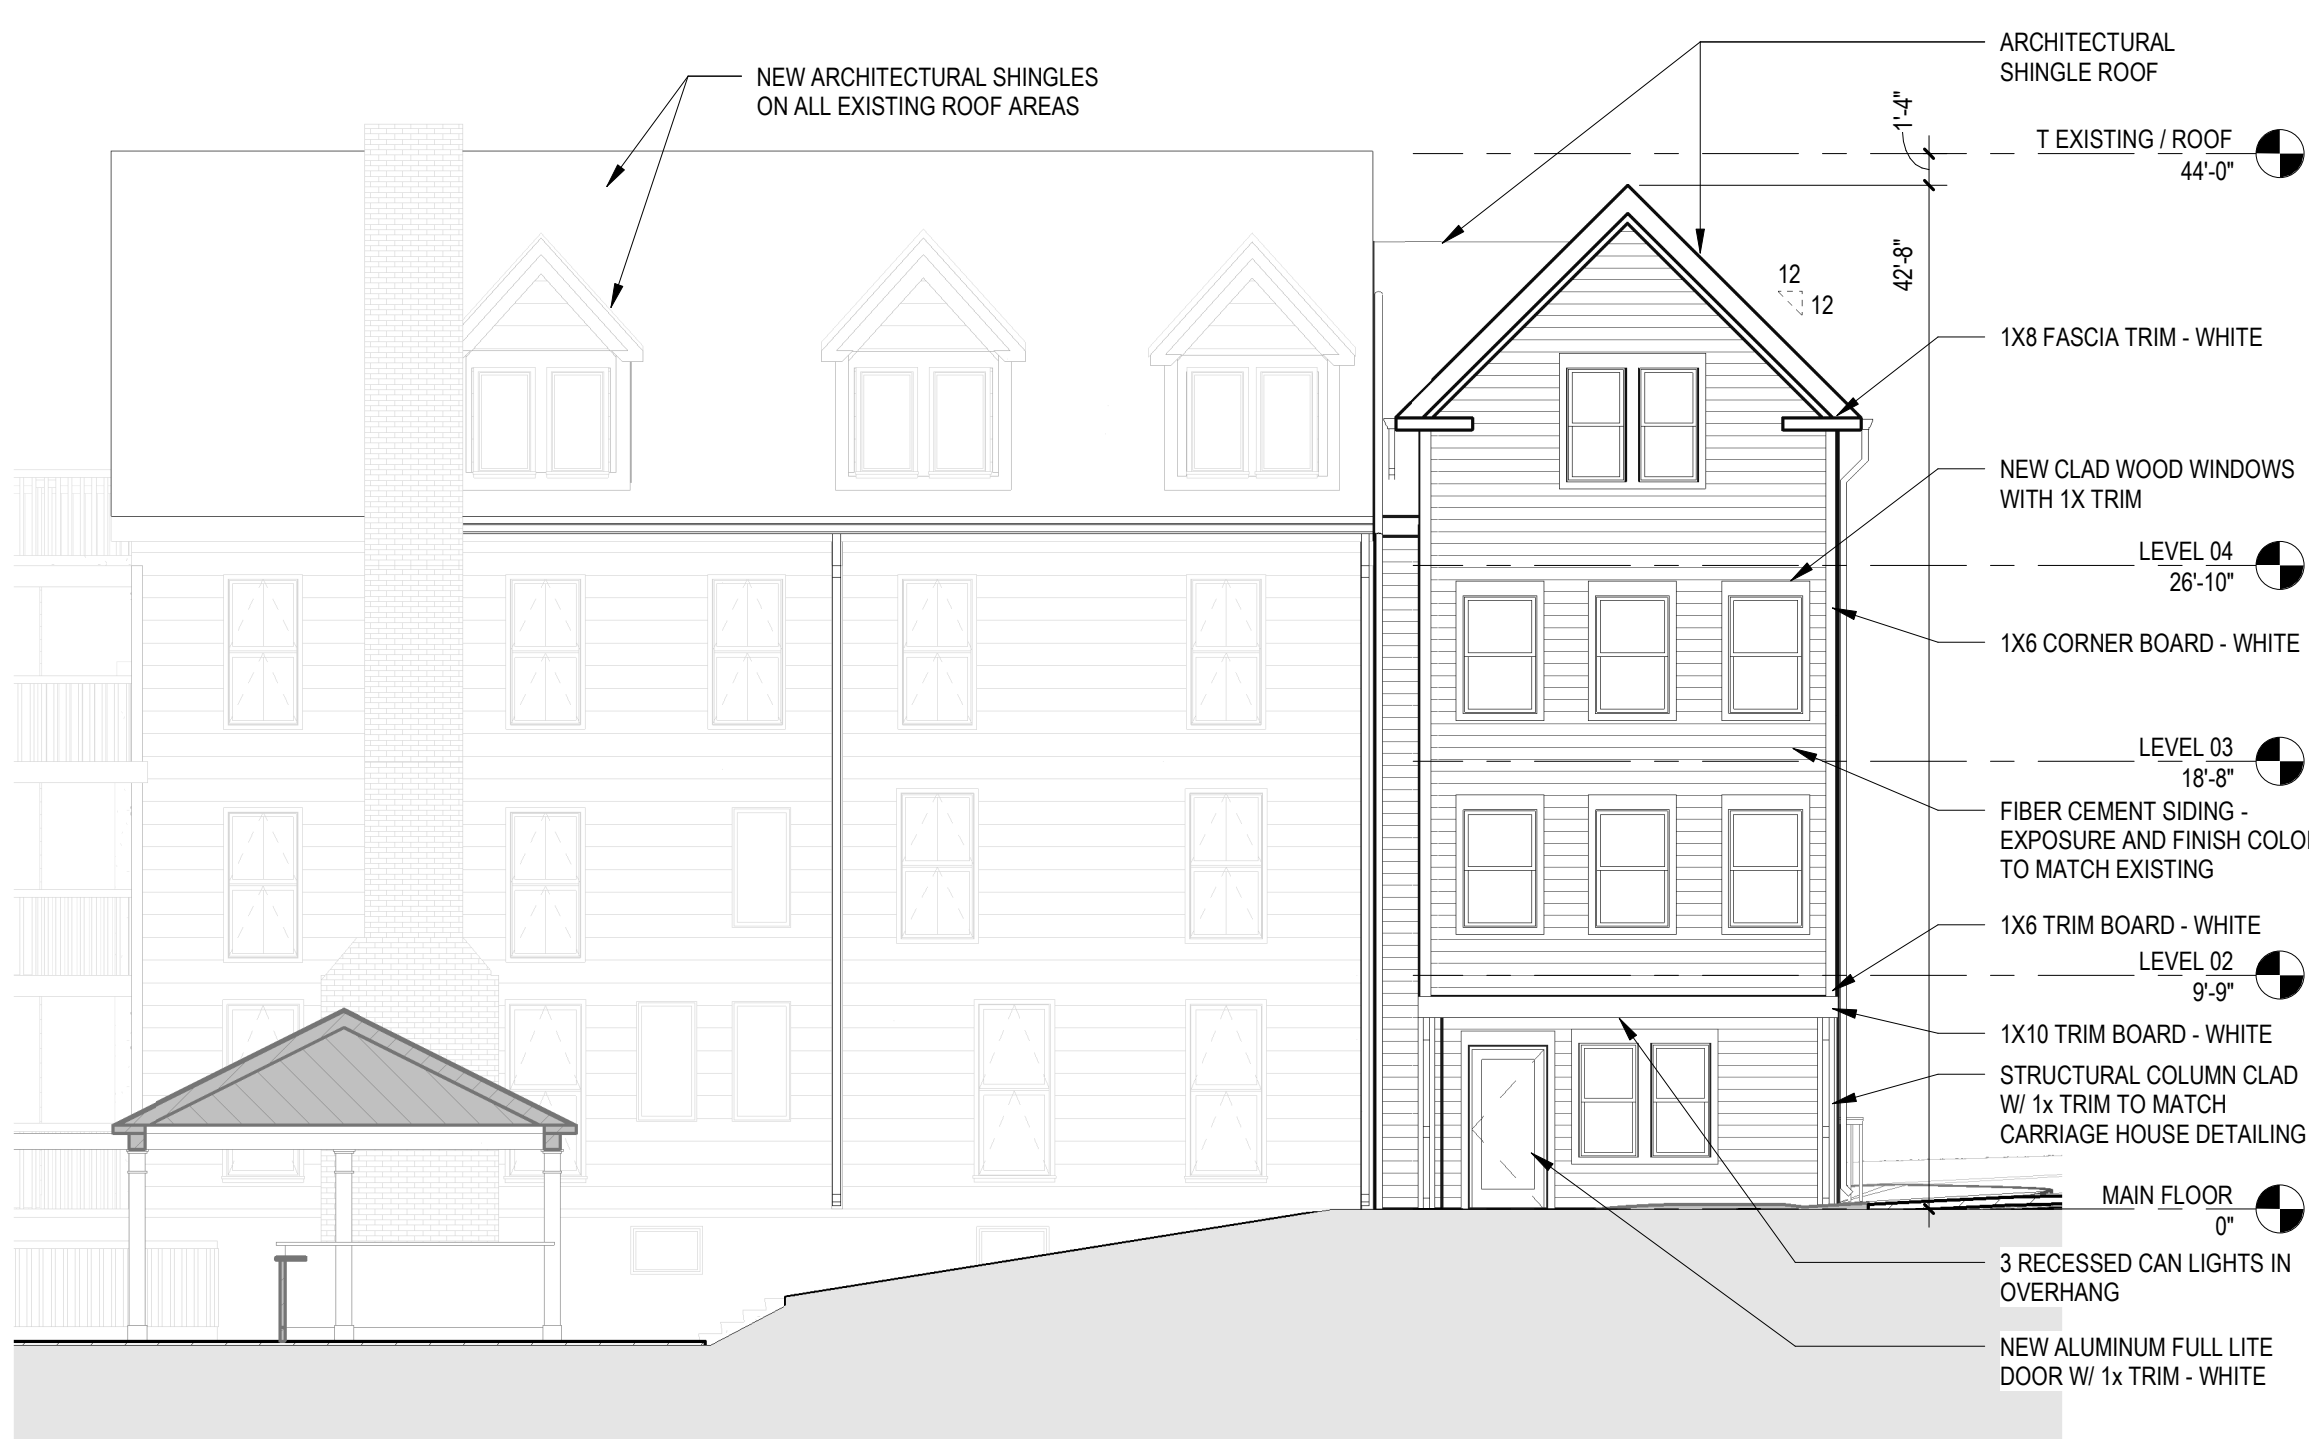 NEW ARCHITECTURAL SHINGLES
ON ALL EXISTING ROOF AREAS
ARCHITECTURAL
SHINGLE ROOF
1'-4"
T EXISTING / ROOF
44'-0"
42'-8"
12
12
1X8 FASCIA TRIM - WHITE
NEW CLAD WOOD WINDOWS
WITH 1X TRIM
LEVEL 04
26'-10"
1X6 CORNER BOARD - WHITE
LEVEL 03
18'-8"
FIBER CEMENT SIDING -
EXPOSURE AND FINISH
TO MATCH EXISTING
1X6 TRIM BOARD - WHITE
LEVEL 02
9'-9"
1X10 TRIM BOARD - WHITE
STRUCTURAL COLUMN CLAD
W/ 1x TRIM TO MATCH
CARRIAGE HOUSE DETAILING
MAIN FLOOR
0"
3 RECESSED CAN LIGHTS IN
OVERHANG
NEW ALUMINUM FULL LITE
DOOR W/ 1x TRIM - WHITE